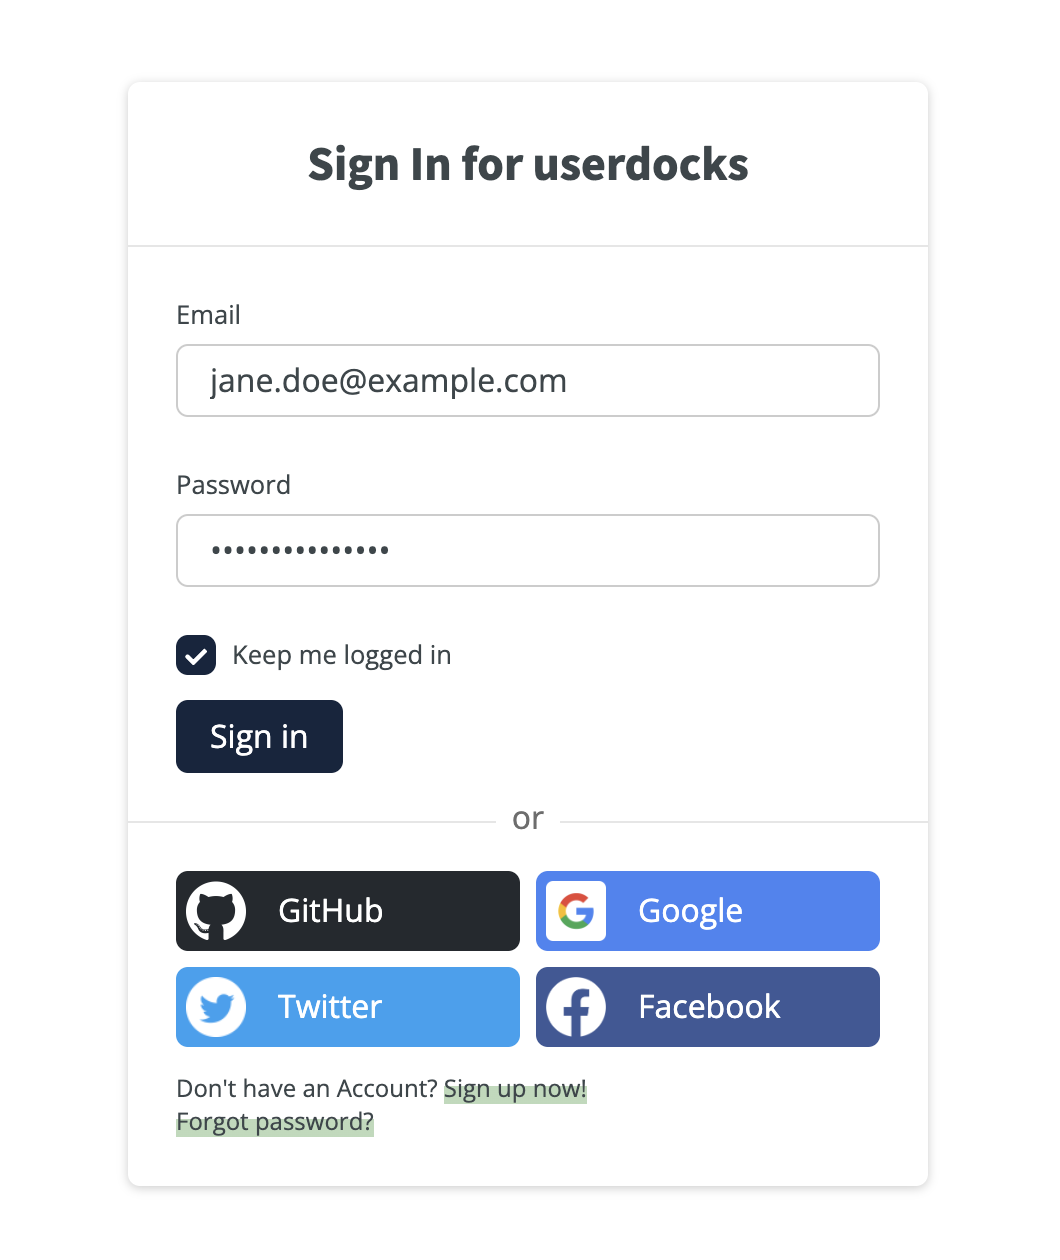 Sign In for userdocks
Email
jane.doe@example.com
Password
•••••••••••••••
Keep me logged in
Sign in
or
GitHub
Google
Twitter
Facebook
Don't have an Account? Sign up now!
Forgot password?